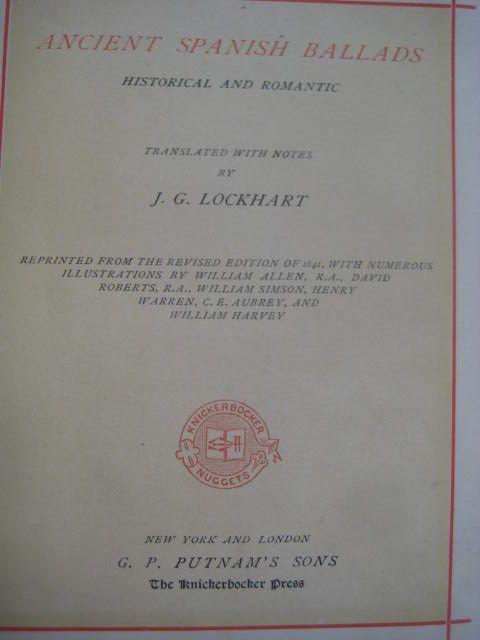 ANCIENT SPANISH BALLADS
HISTORICAL AND ROMANTIC
TRANSLATED WITH NOTES
BY
J. G. LOCKHART
REPRINTED FROM THE REVISED EDITION OF 1841, WITH NUMEROUS
ILLUSTRATIONS BY WILLIAM ALLEN, R.A., DAVID
ROBERTS, R.A., WILLIAM SIMSON, HENRY
WARREN, C. E. AUBREY, AND
WILLIAM HARVEY
KNICKERBOCKER
NUGGETS
NEW YORK AND LONDON
G. P. PUTNAM'S SONS
The Knickerbocker Press